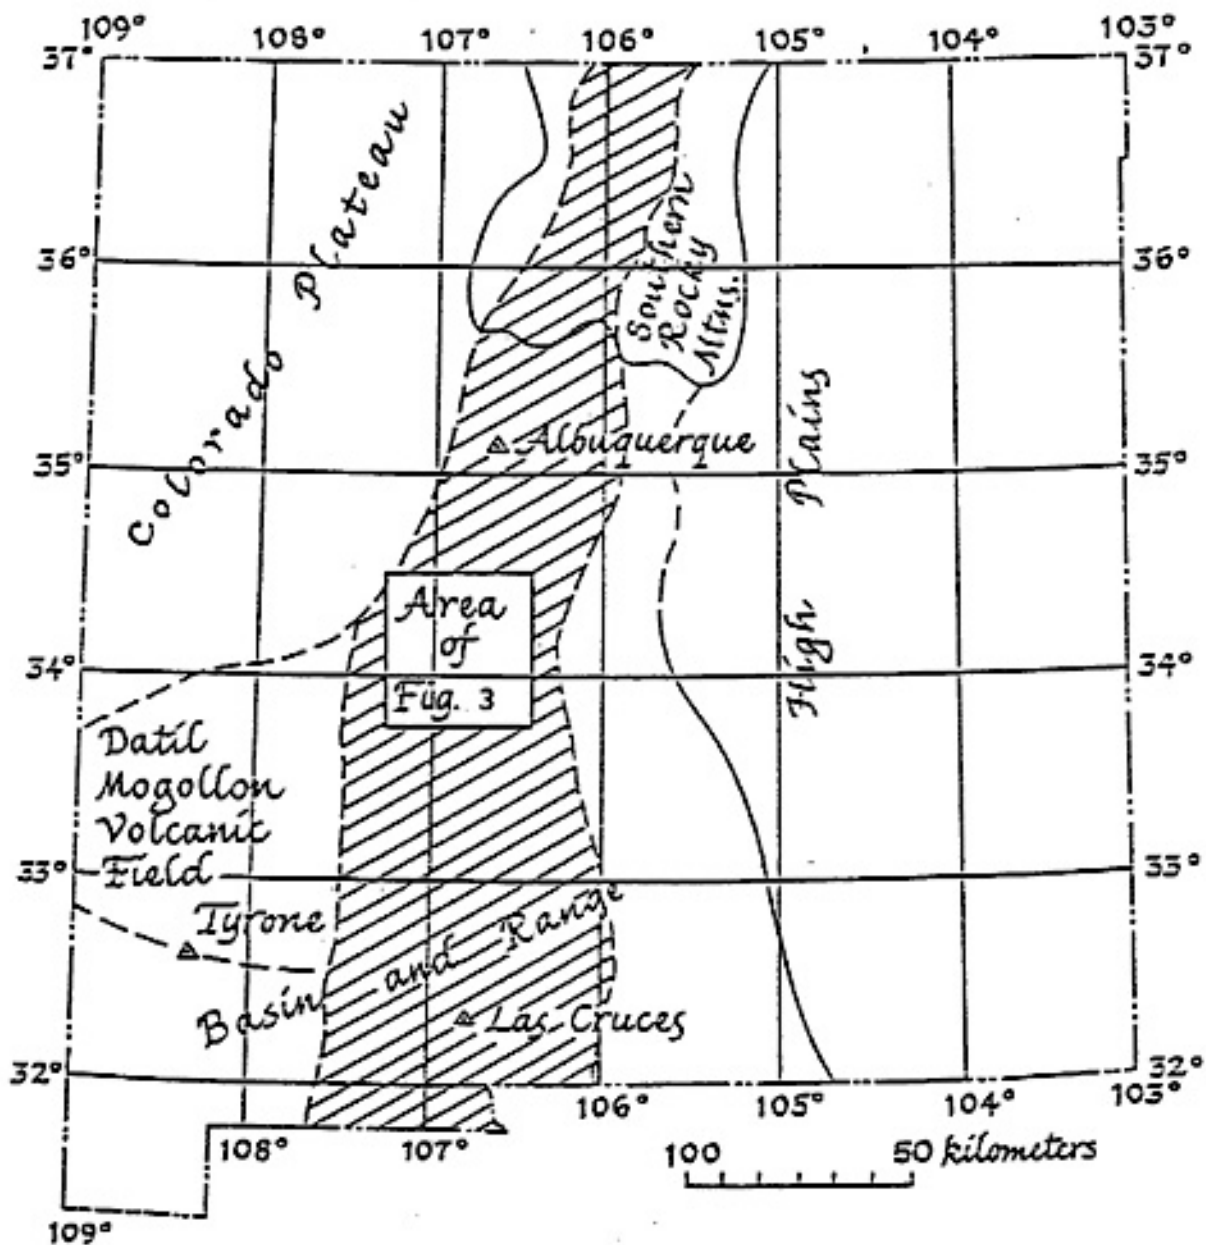 109°
108°
107°
106°
105°
104°
103°
37°
37°
Colorado Plateau
Southern
Rocky
Mtns.
36°
36°
High Plains
Albuquerque
35°
35°
Area
of
Fig. 3
34°
34°
Datil
Mogollon
Volcanic
Field
33°
33°
Tyrone
Basin and Range
Las Cruces
32°
32°
103°
106°
105°
104°
108°
107°
100 50 kilometers
109°